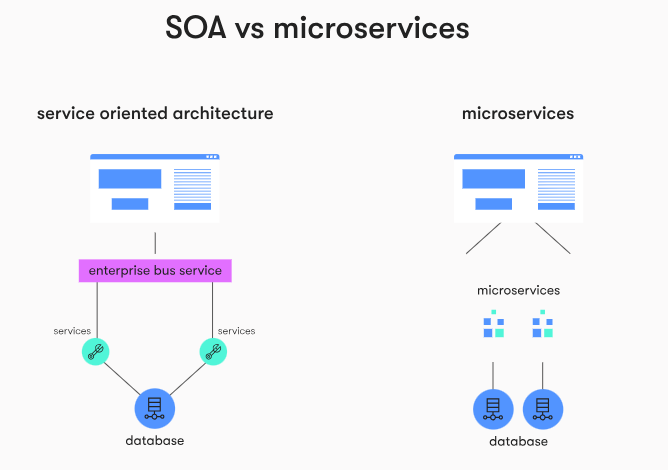 SOA vs microservices
service oriented architecture
microservices
enterprise bus service
services
services
database
microservices
database